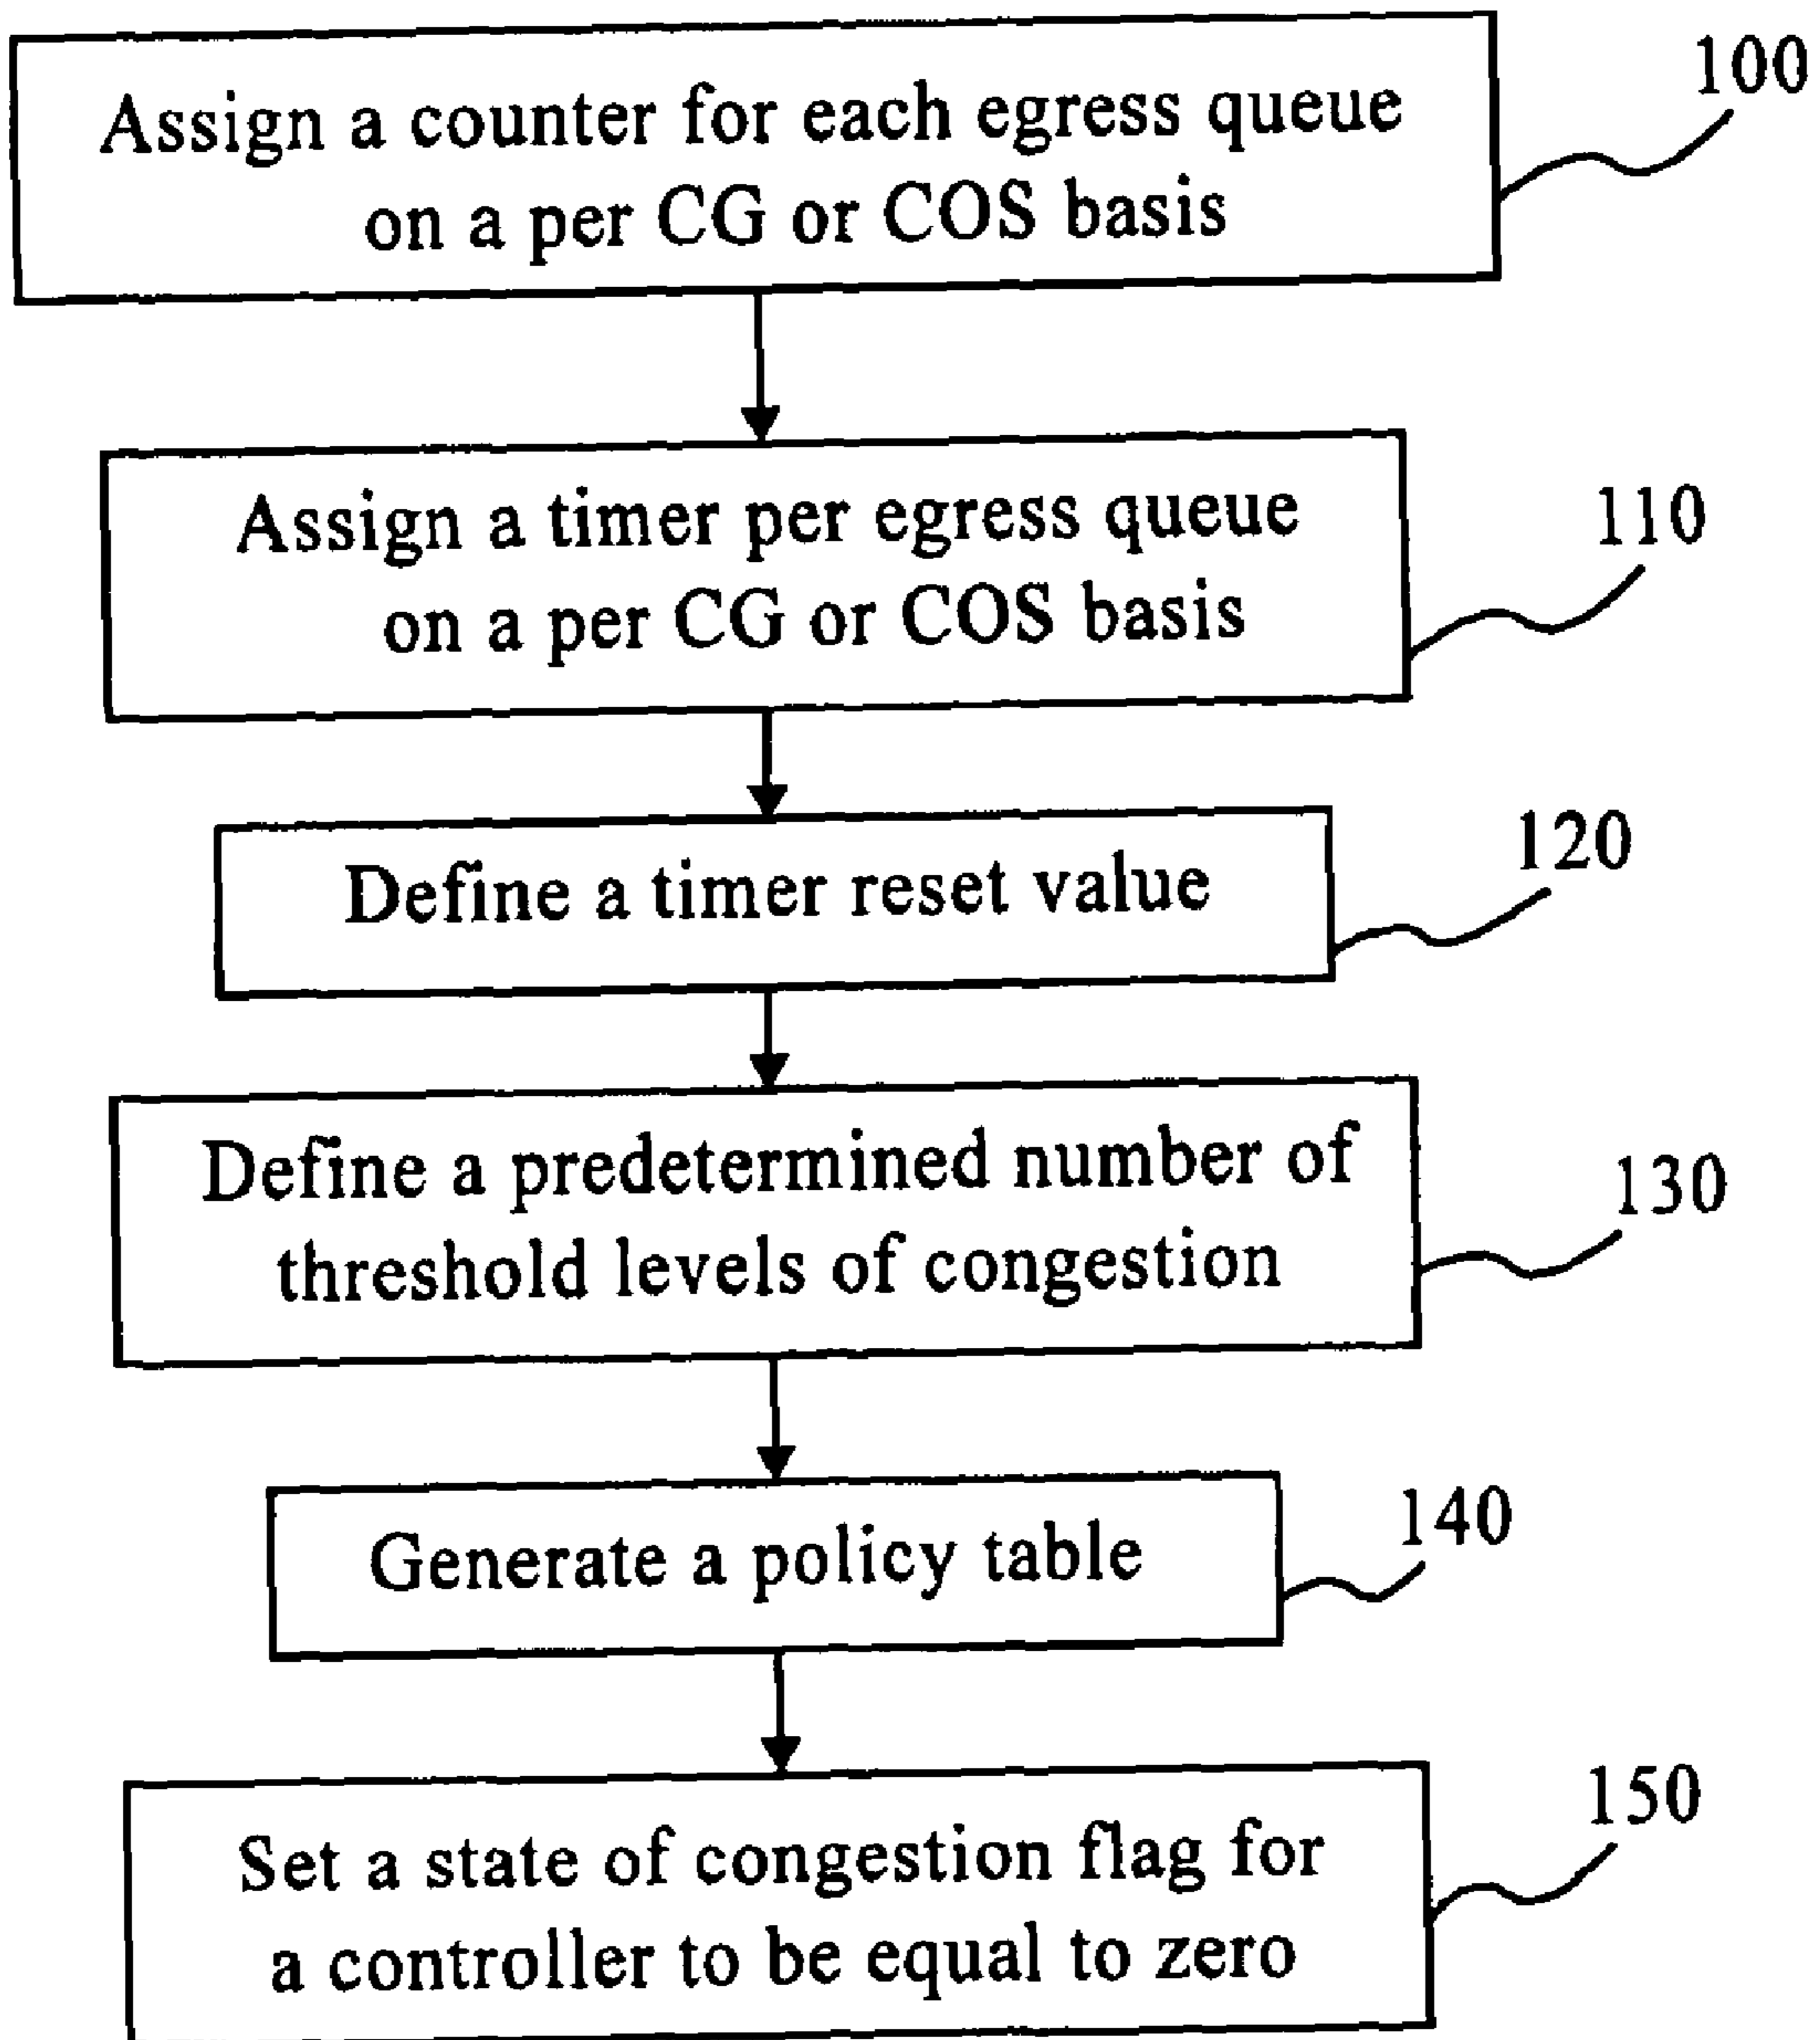 Assign a counter for each egress queue
on a per CG or COS basis
100
Assign a timer per egress queue
on a per CG or COS basis
110
Define a timer reset value
120
Define a predetermined number of
threshold levels of congestion
130
Generate a policy table
140
Set a state of congestion flag for
a controller to be equal to zero
150